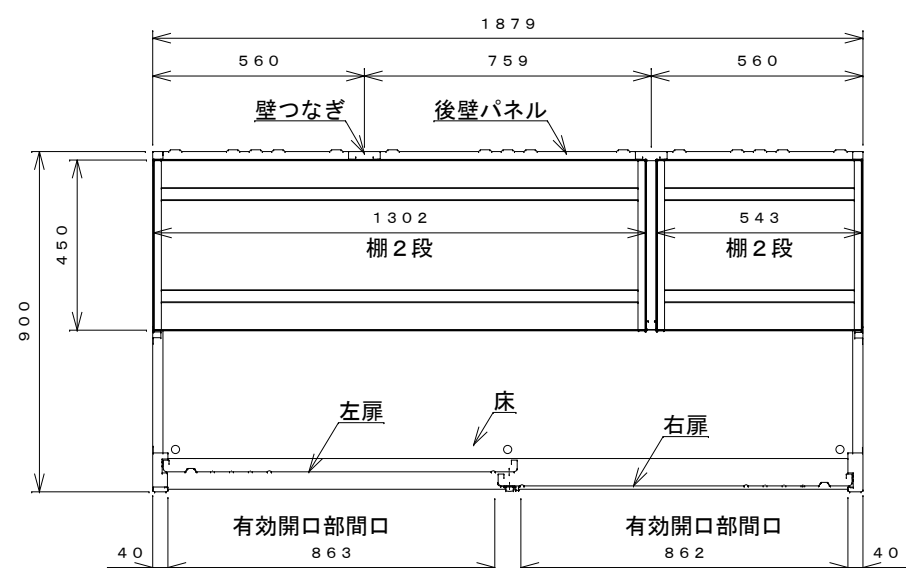 1879
560 759 560
壁つなぎ 後壁パネル
1302 543
棚2段 棚2段
450
900
床
左扉 右扉
有効開口部間口 有効開口部間口
40 863 862 40